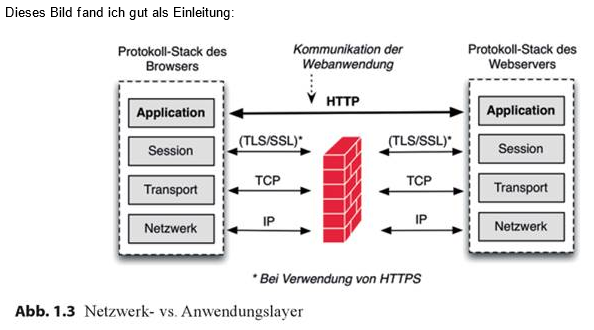 Dieses Bild fand ich gut als Einleitung:
Protokoll-Stack des
Browsers
Kommunikation der
Webanwendung
Protokoll-Stack des
Webservers
Application
HTTP
Application
Session
(TLS/SSL)*
(TLS/SSL)*
Session
Transport
TCP
TCP
Transport
Netzwerk
IP
IP
Netzwerk
* Bei Verwendung von HTTPS
Abb. 1.3 Netzwerk- vs. Anwendungslayer